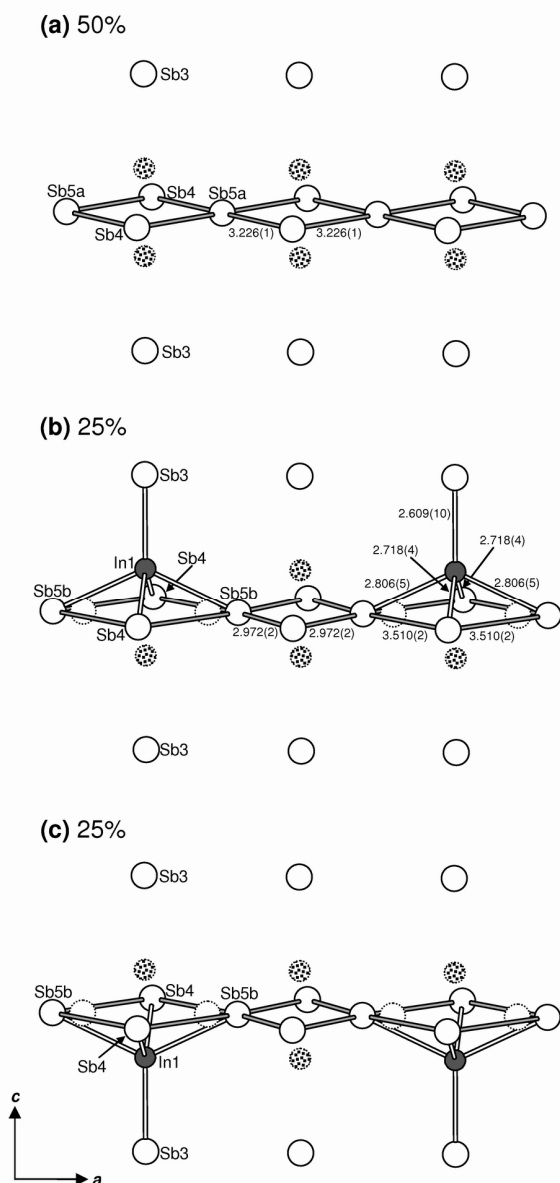 (a) 50%
Sb3
Sb5a Sb4 Sb5a
Sb4 3.226(1) 3.226(1)
Sb3
(b) 25%
Sb3
2.609(10)
In1 Sb4 2.718(4) 2.718(4)
Sb5b Sb5b 2.806(5) 2.806(5)
Sb4 2.972(2) 2.972(2) 3.510(2) 3.510(2)
Sb3
(c) 25%
Sb3
Sb5b Sb4 Sb5b
Sb4 In1
c
Sb3
a